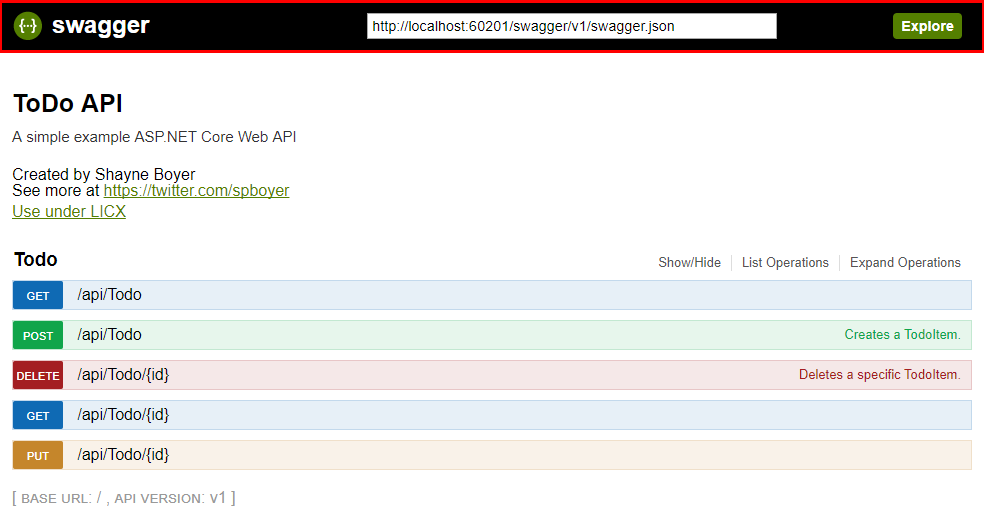 {···} swagger http://localhost:60201/swagger/v1/swagger.json Explore
ToDo API
A simple example ASP.NET Core Web API
Created by Shayne Boyer
See more at https://twitter.com/spboyer
Use under LICX
Todo Show/Hide List Operations Expand Operations
GET /api/Todo
POST /api/Todo Creates a TodoItem.
DELETE /api/Todo/{id} Deletes a specific TodoItem.
GET /api/Todo/{id}
PUT /api/Todo/{id}
[ BASE URL: / , API VERSION: v1 ]